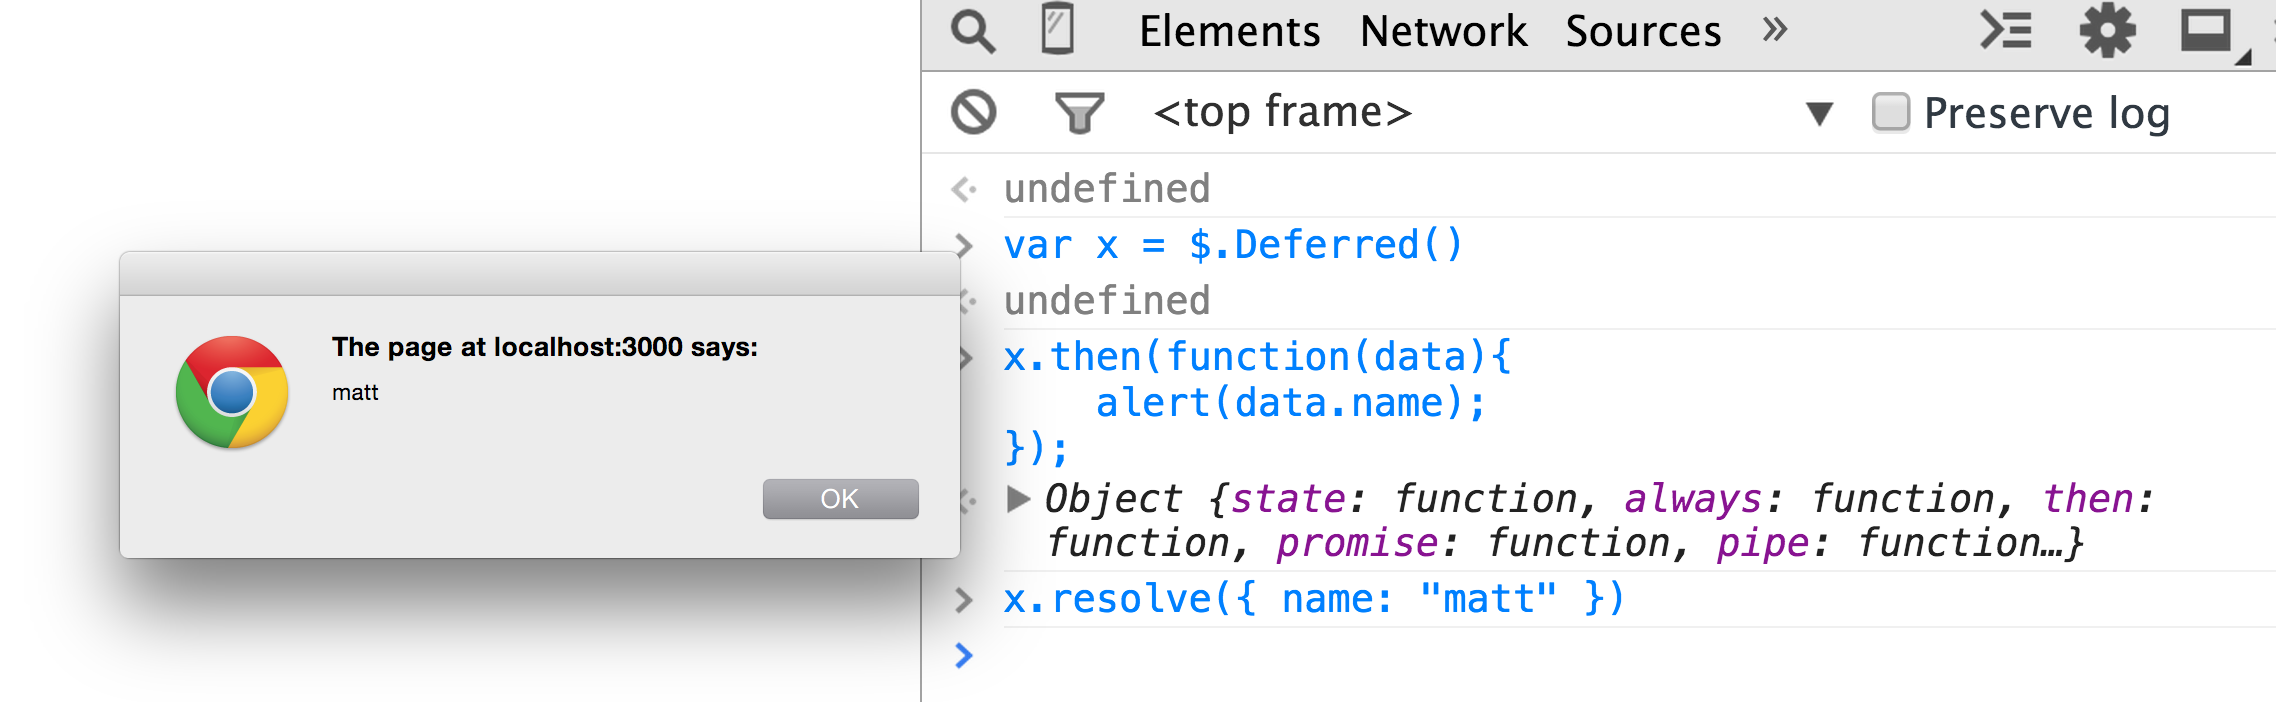 Elements Network Sources »
<top frame> Preserve log
undefined
var x = $.Deferred()
undefined
The page at localhost:3000 says:
matt
OK
x.then(function(data){
    alert(data.name);
});
Object {state: function, always: function, then:
function, promise: function, pipe: function…}
x.resolve({ name: "matt" })